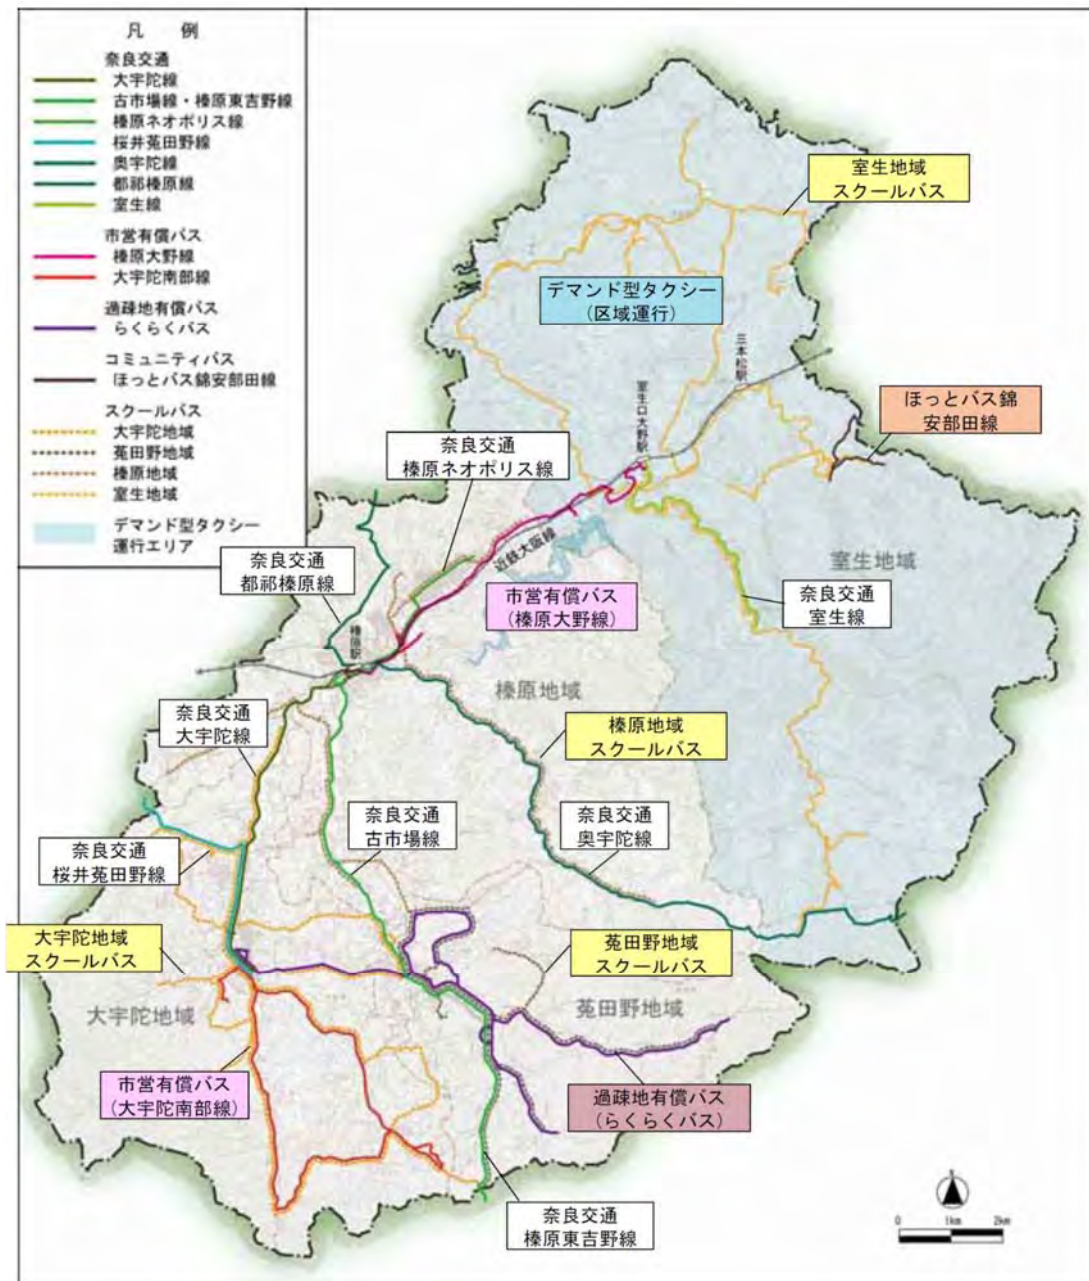 凡　例
奈良交通
大宇陀線
古市場線・榛原東吉野線
榛原ネオポリス線
桜井菟田野線
奥宇陀線
都祁榛原線
室生線
市営有償バス
榛原大野線
大宇陀南部線
過疎地有償バス
らくらくバス
コミュニティバス
ほっとバス錦安部田線
スクールバス
大宇陀地域
菟田野地域
榛原地域
室生地域
デマンド型タクシー
運行エリア
室生地域
スクールバス
デマンド型タクシー
（区域運行）
三本松駅
室生口大野駅
ほっとバス錦
安部田線
奈良交通
榛原ネオポリス線
近鉄大阪線
室生地域
奈良交通
都祁榛原線
市営有償バス
（榛原大野線）
奈良交通
室生線
榛原駅
榛原地域
奈良交通
大宇陀線
榛原地域
スクールバス
奈良交通
古市場線
奈良交通
奥宇陀線
奈良交通
桜井菟田野線
大宇陀地域
スクールバス
菟田野地域
スクールバス
大宇陀地域
菟田野地域
市営有償バス
（大宇陀南部線）
過疎地有償バス
（らくらくバス）
奈良交通
榛原東吉野線
0 1km 2km